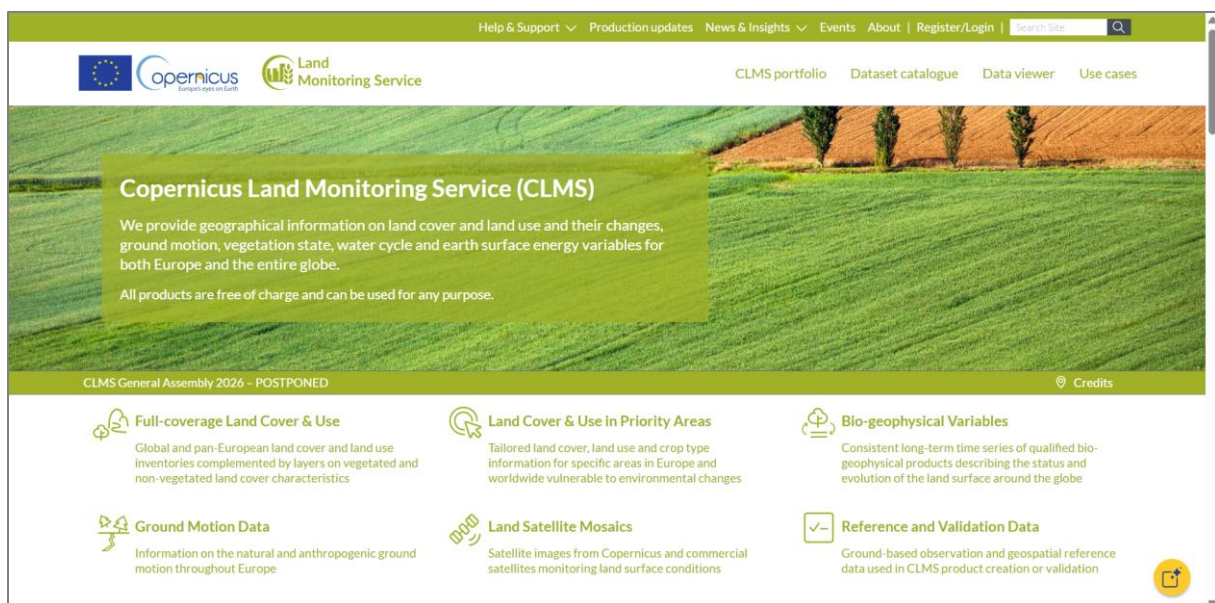 Help & Support Production updates News & Insights Events About | Register/Login | Search Site
opernicus
Europe's eyes on Earth
Land
Monitoring Service
CLMS portfolio Dataset catalogue Data viewer Use cases
Copernicus Land Monitoring Service (CLMS)
We provide geographical information on land cover and land use and their changes,
ground motion, vegetation state, water cycle and earth surface energy variables for
both Europe and the entire globe.
All products are free of charge and can be used for any purpose.
CLMS General Assembly 2026 – POSTPONED
Credits
Full-coverage Land Cover & Use
Global and pan-European land cover and land use
inventories complemented by layers on vegetated and
non-vegetated land cover characteristics
Land Cover & Use in Priority Areas
Tailored land cover, land use and crop type
information for specific areas in Europe and
worldwide vulnerable to environmental changes
Bio-geophysical Variables
Consistent long-term time series of qualified bio-
geophysical products describing the status and
evolution of the land surface around the globe
Ground Motion Data
Information on the natural and anthropogenic ground
motion throughout Europe
Land Satellite Mosaics
Satellite images from Copernicus and commercial
satellites monitoring land surface conditions
Reference and Validation Data
Ground-based observation and geospatial reference
data used in CLMS product creation or validation